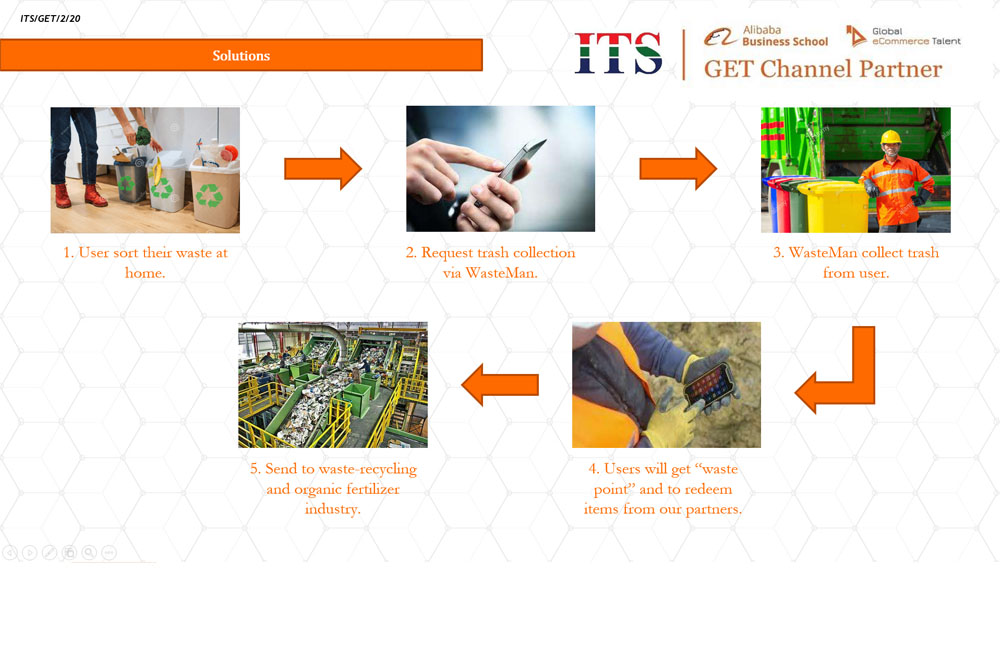 ITS/GET/2/20
Solutions
ITS
Alibaba
Business School
Global
eCommerce Talent
GET Channel Partner
1. User sort their waste at
home.
2. Request trash collection
via WasteMan.
3. WasteMan collect trash
from user.
5. Send to waste-recycling
and organic fertilizer
industry.
4. Users will get “waste
point” and to redeem
items from our partners.